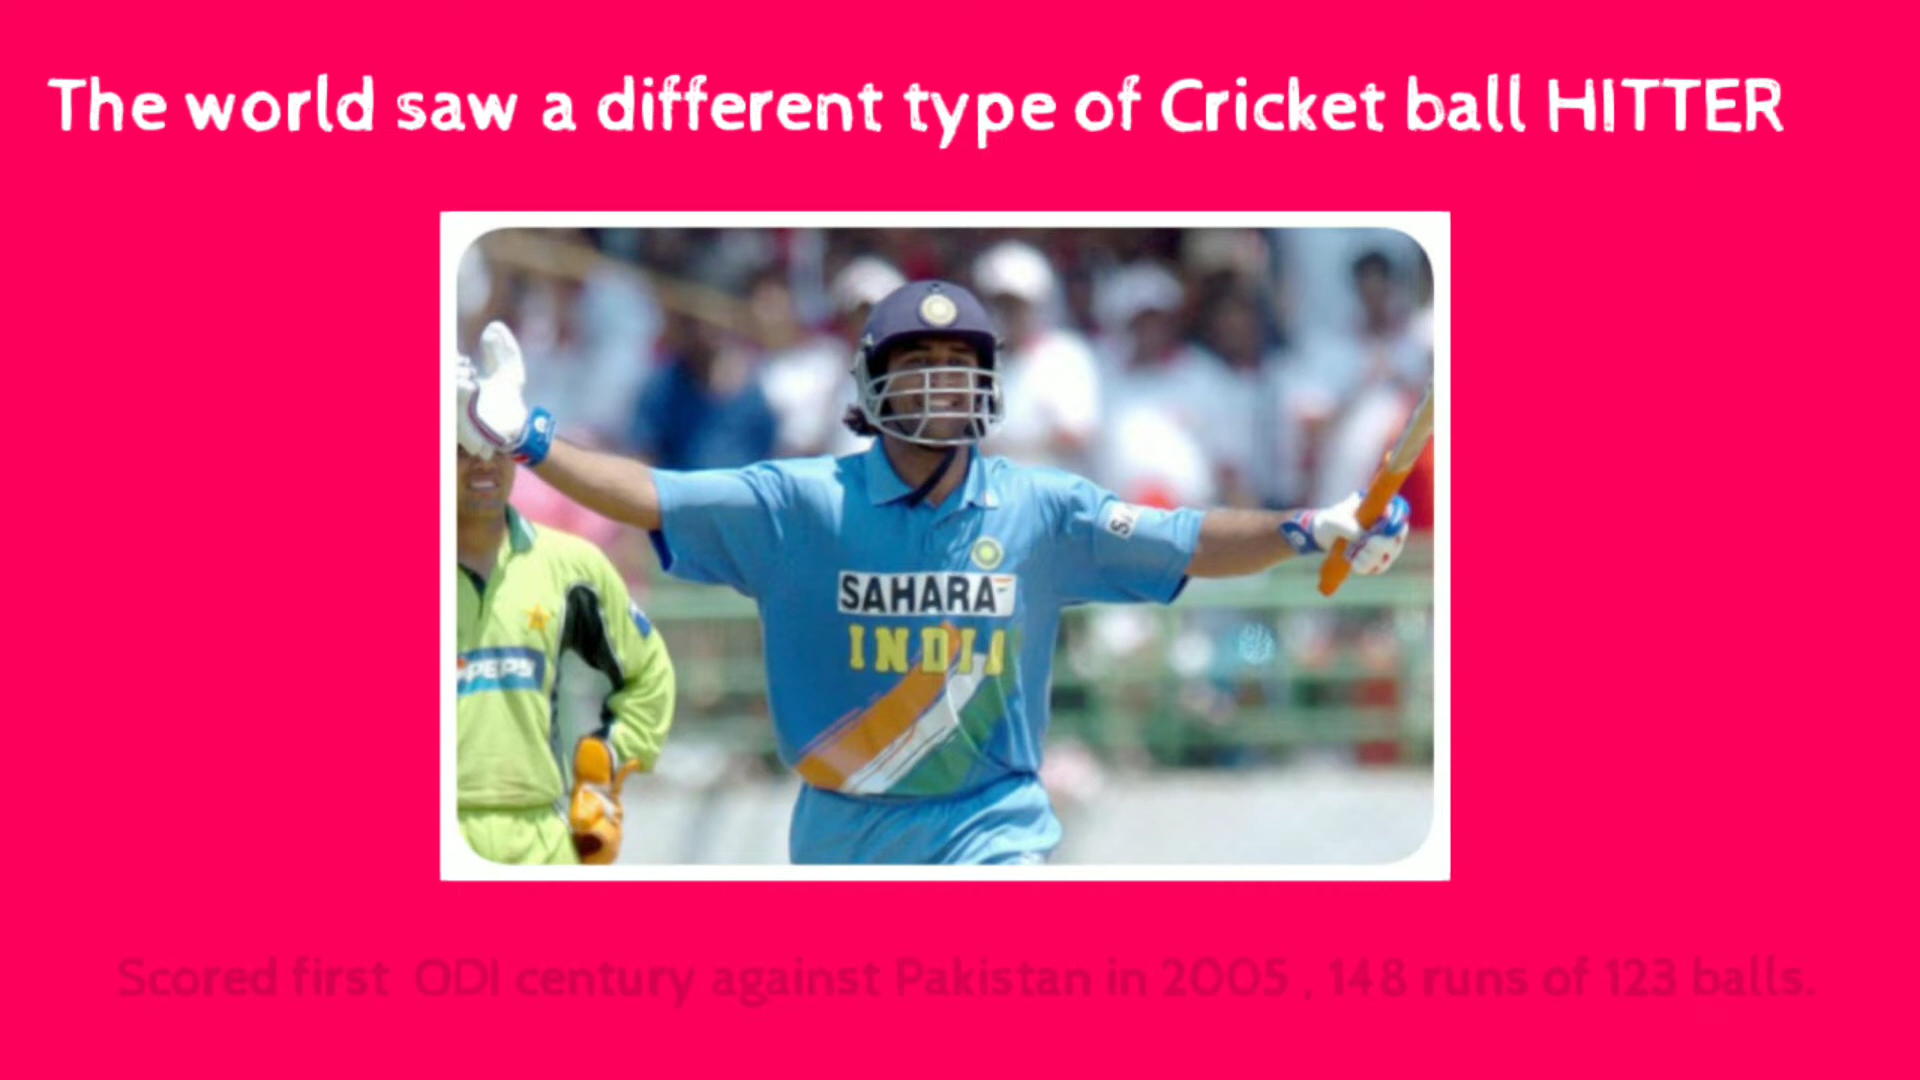 The world saw a different type of Cricket ball HITTER
SAHARA
INDIA
PEPS
Scored first ODI century against Pakistan in 2005 , 148 runs of 123 balls.